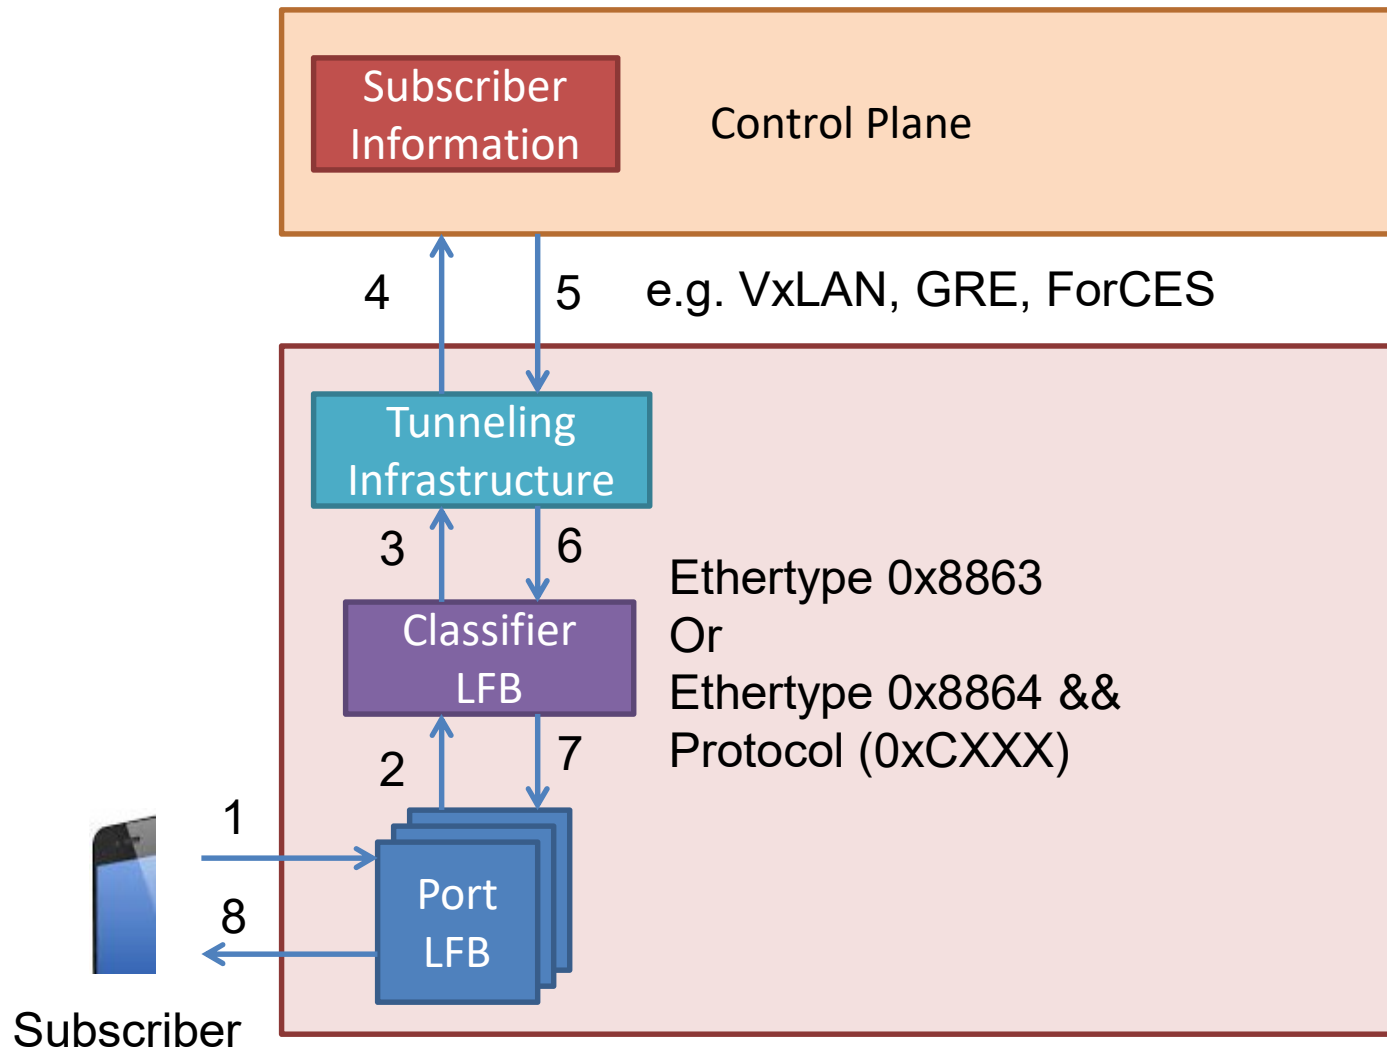 Subscriber
Information
Control Plane
4
5
e.g. VxLAN, GRE, ForCES
Tunneling
Infrastructure
3
6
Ethertype 0x8863
Or
Ethertype 0x8864 &&
Protocol (0xCXXX)
Classifier
LFB
2
7
1
8
Port
LFB
Subscriber